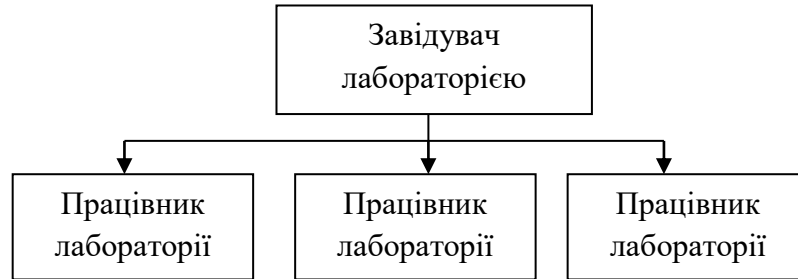 Завідувач
лабораторією
Працівник
лабораторії
Працівник
лабораторії
Працівник
лабораторії